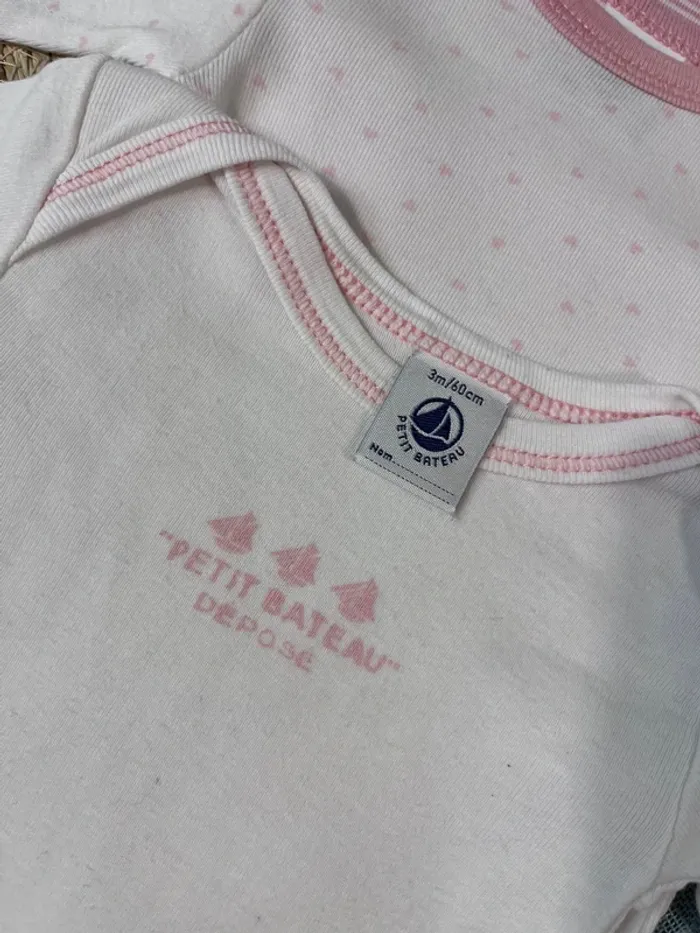 3m/60cm
PETIT BATEAU
Nom
"PETIT BATEAU"
DÉPOSÉ